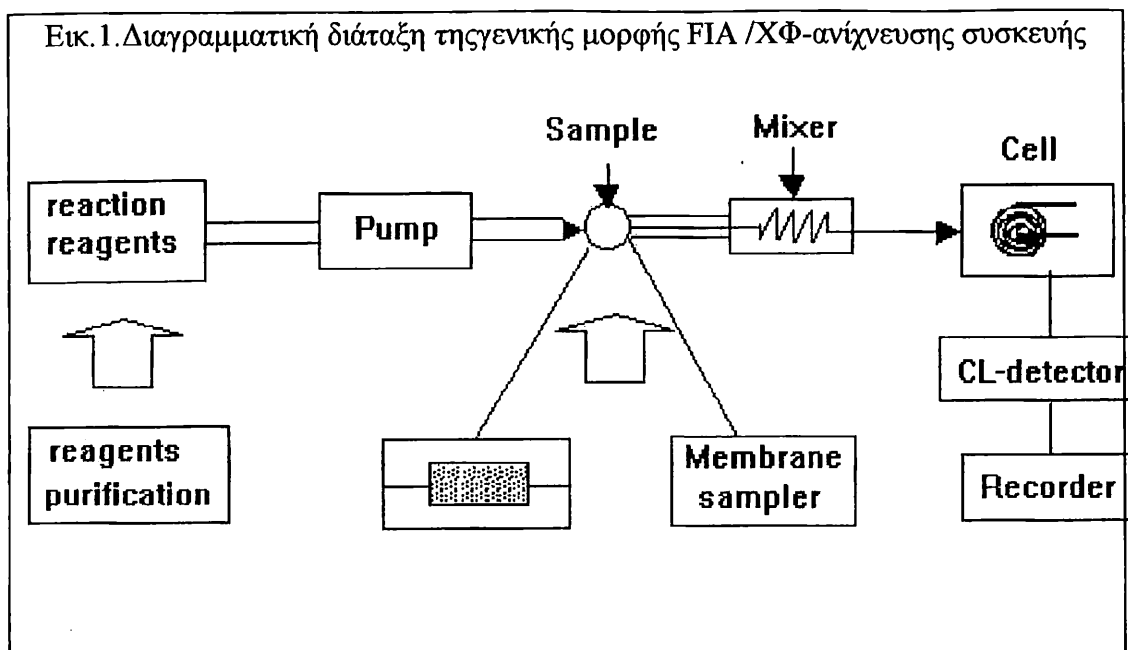 Εικ.1.Διαγραμματική διάταξη τηςγενικής μορφής FIA /ΧΦ-ανίχνευσης συσκευής
Sample
Mixer
Cell
reaction
reagents
Pump
CL-detector
reagents
purification
Membrane
sampler
Recorder